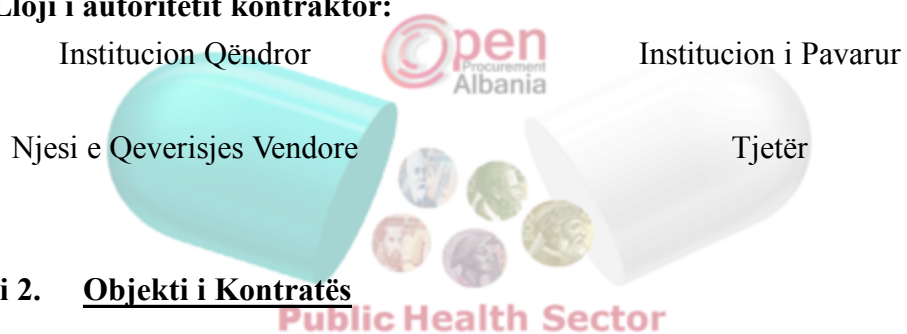 Lloji i autoritetit kontraktor:
Institucion Qëndror
Institucion i Pavarur
Open
Procurement
Albania
Njesi e Qeverisjes Vendore
Tjetër
i 2. Objekti i Kontratës
Public Health Sector